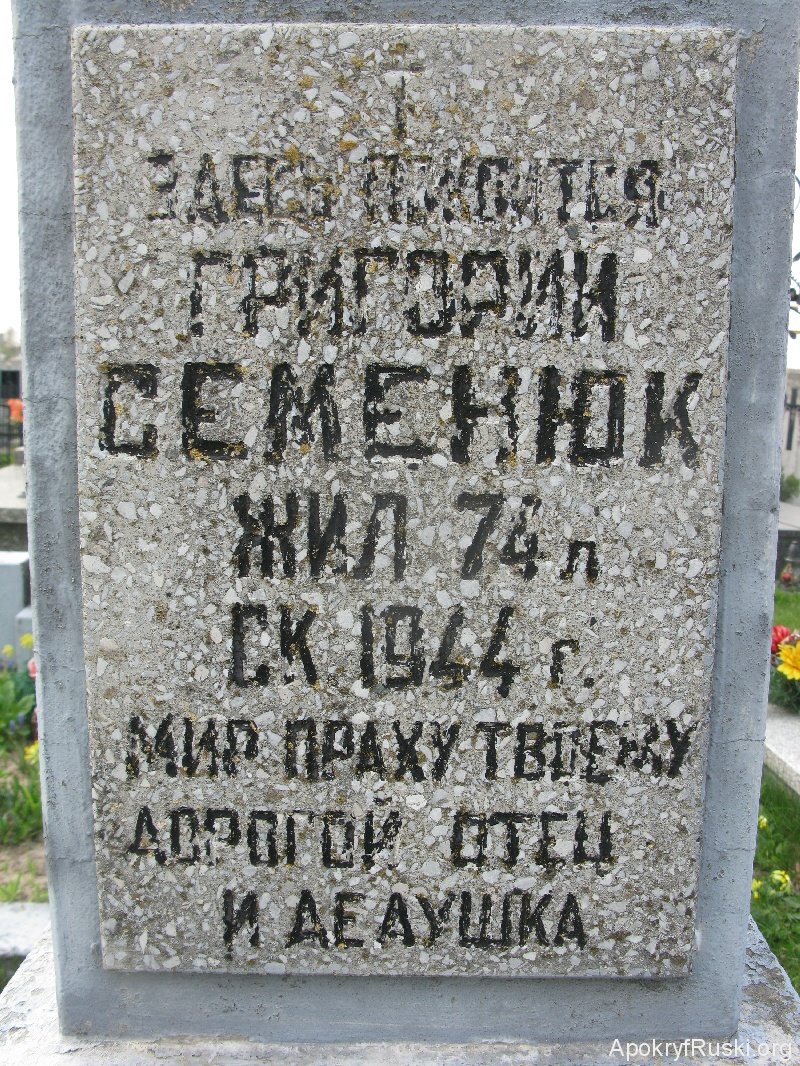 ЗДЕСЬ ПОКОИТСЯ
ГРИГОРИЙ
СЕМЕНЮК
ЖИЛ 74 л
СК 1944 г.
МИР ПРАХУ ТВОЕМУ
ДОРОГОЙ ОТЕЦ
И ДЕДУШКА
ApokryfRuski.org